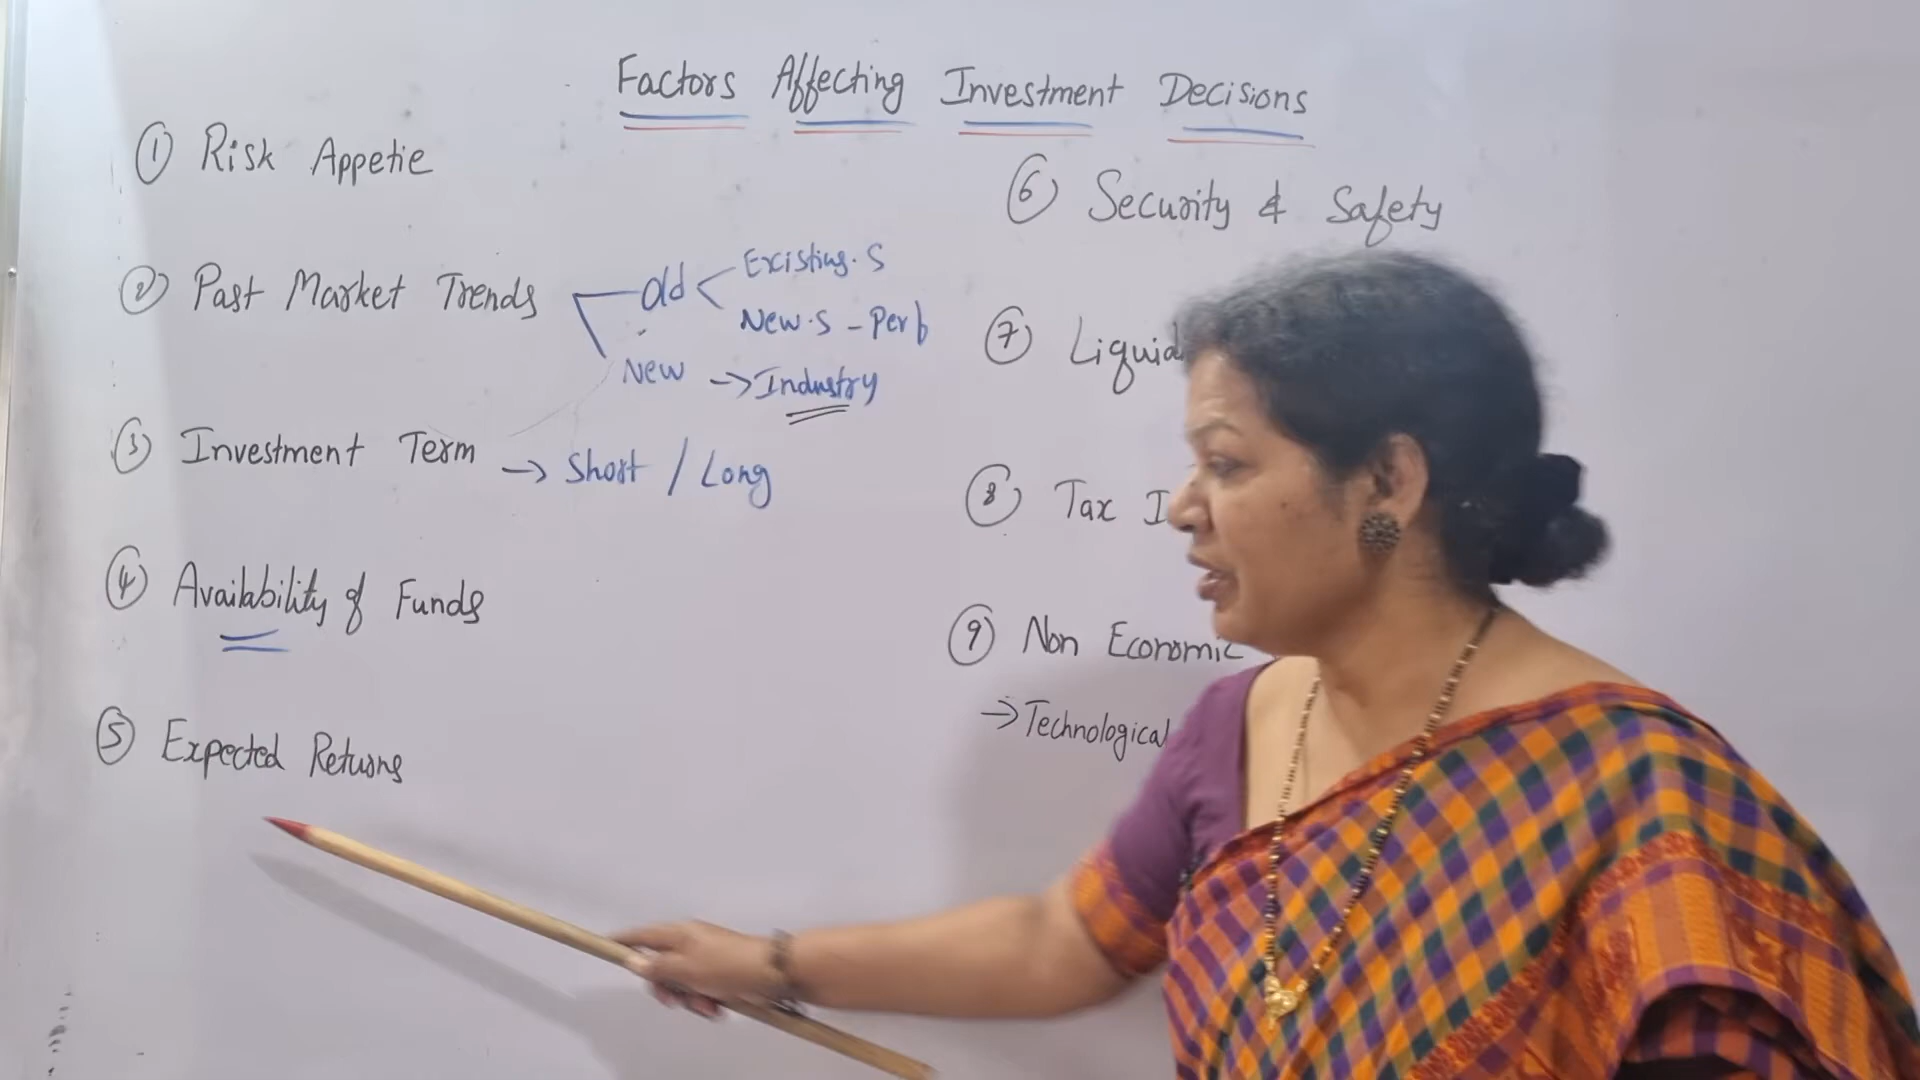 Factors Affecting Investment Decisions
① Risk Appetie
② Past Market Trends
Old
Existing.S
New.S - Perb
New → Industry
③ Investment Term → Short / Long
④ Availability of Funds
⑤ Expected Returns
⑥ Security & Safety
⑦ Liquid
⑧ Tax I
⑨ Non Economic
→ Technological